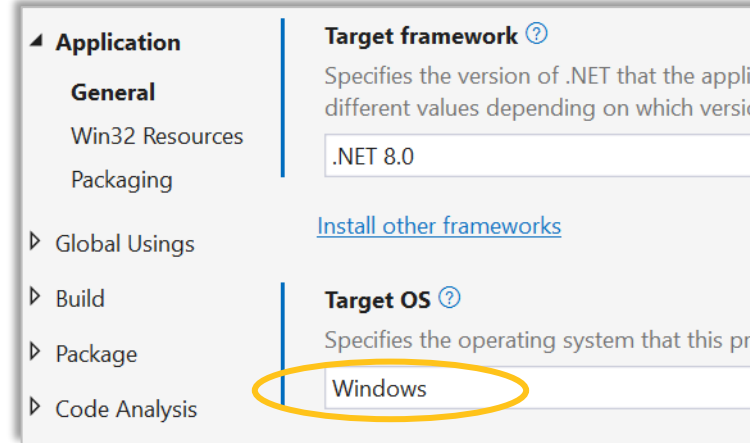 Application
General
Win32 Resources
Packaging
Global Usings
Build
Package
Code Analysis
Target framework
Specifies the version of .NET that the appli
different values depending on which versio
.NET 8.0
Install other frameworks
Target OS
Specifies the operating system that this pr
Windows